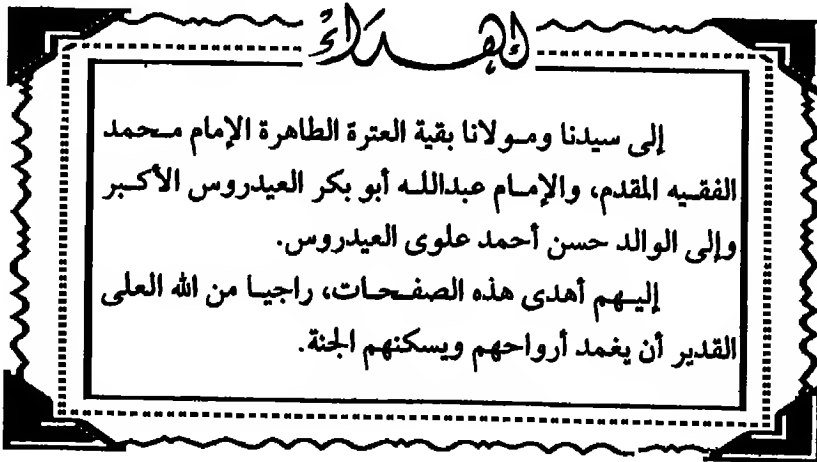 إهداء
إلى سيدنا ومولانا بقية العترة الطاهرة الإمام محمد
الفقيه المقدم، والإمام عبدالله أبو بكر العيدروس الأكبر
وإلى الوالد حسن أحمد علوى العيدروس.
إليهم أهدى هذه الصفحات، راجيا من الله العلى
القدير أن يغمد أرواحهم ويسكنهم الجنة.